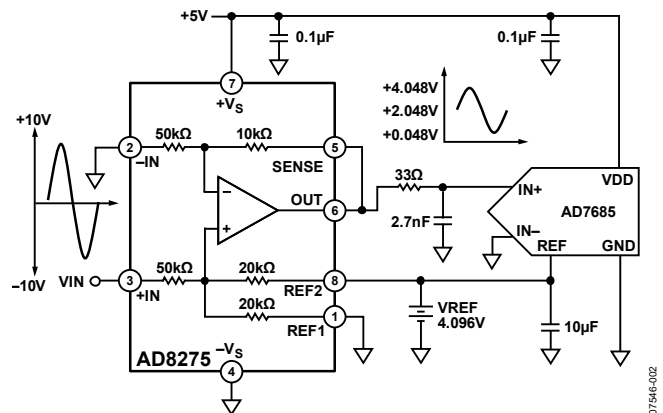 +5V
0.1µF
0.1µF
7
+VS
+4.048V
+2.048V
+0.048V
+10V
50kΩ
10kΩ
2
–IN
5
SENSE
33Ω
IN+
VDD
OUT
6
–
+
2.7nF
AD7685
IN–
REF
GND
–10V
VIN
3
+IN
50kΩ
20kΩ
8
REF2
20kΩ
1
REF1
VREF
4.096V
10µF
AD8275
–VS
4
07546-002